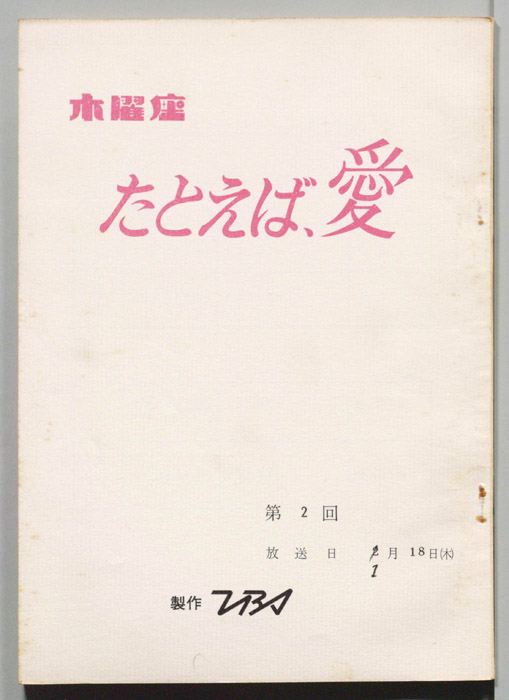 木曜座
たとえば、愛
第2回
放送日 2月18日(木)
1
製作 TBS